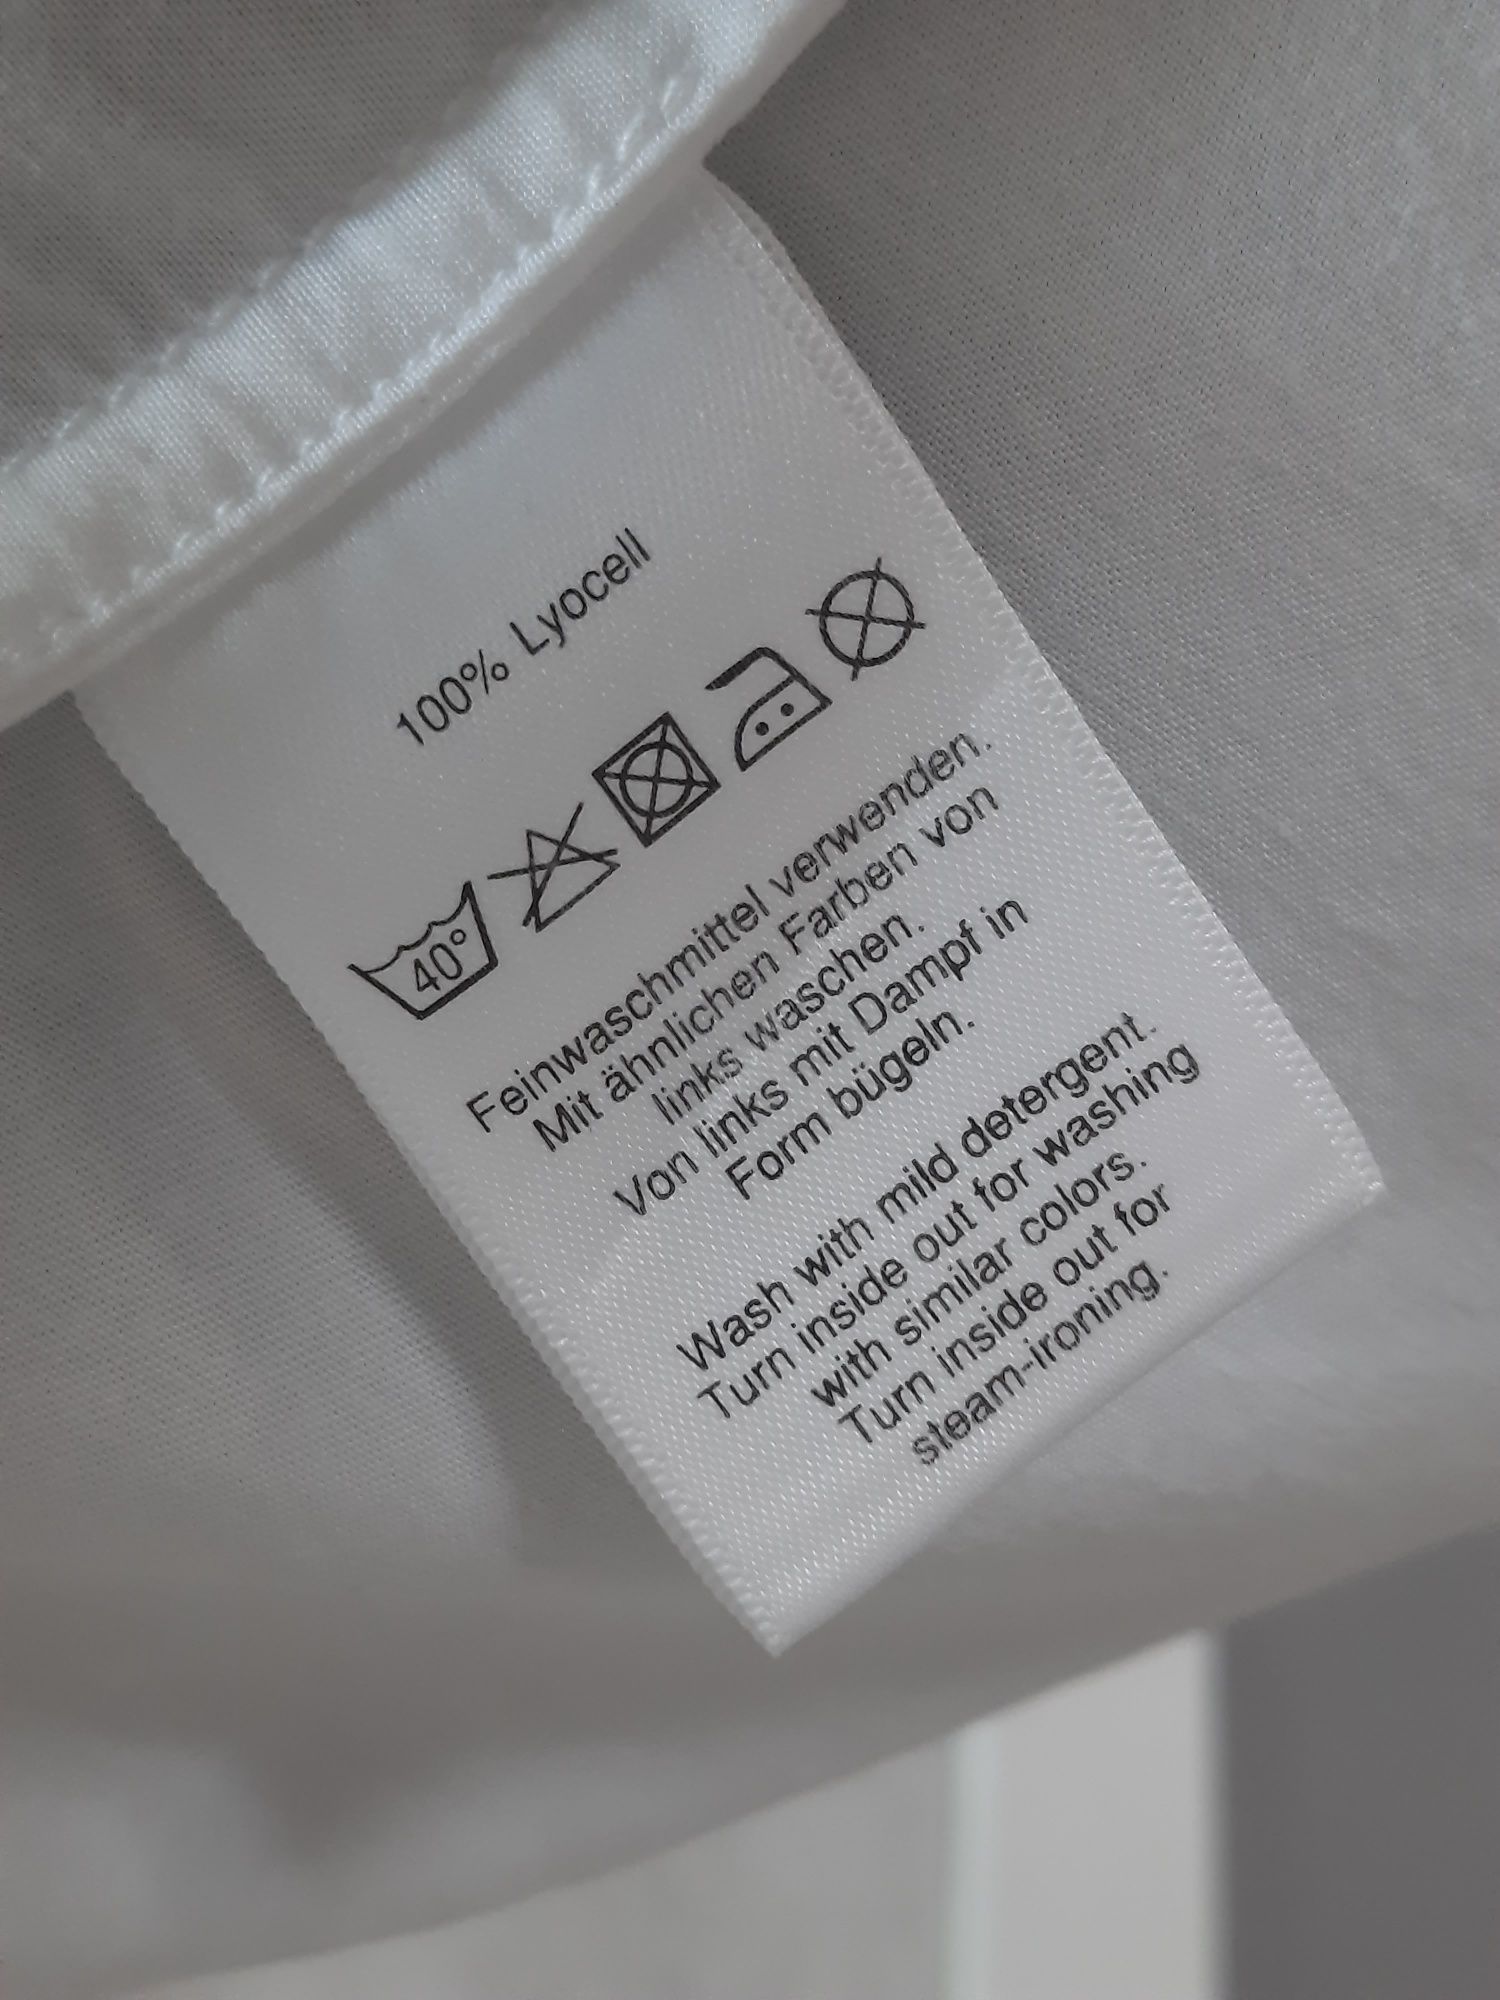 100% Lyocell
40°
Feinwaschmittel verwenden.
Mit ähnlichen Farben von
links waschen.
Von links mit Dampf in
Form bügeln.
Wash with mild detergent.
Turn inside out for washing
with similar colors.
Turn inside out for
steam-ironing.